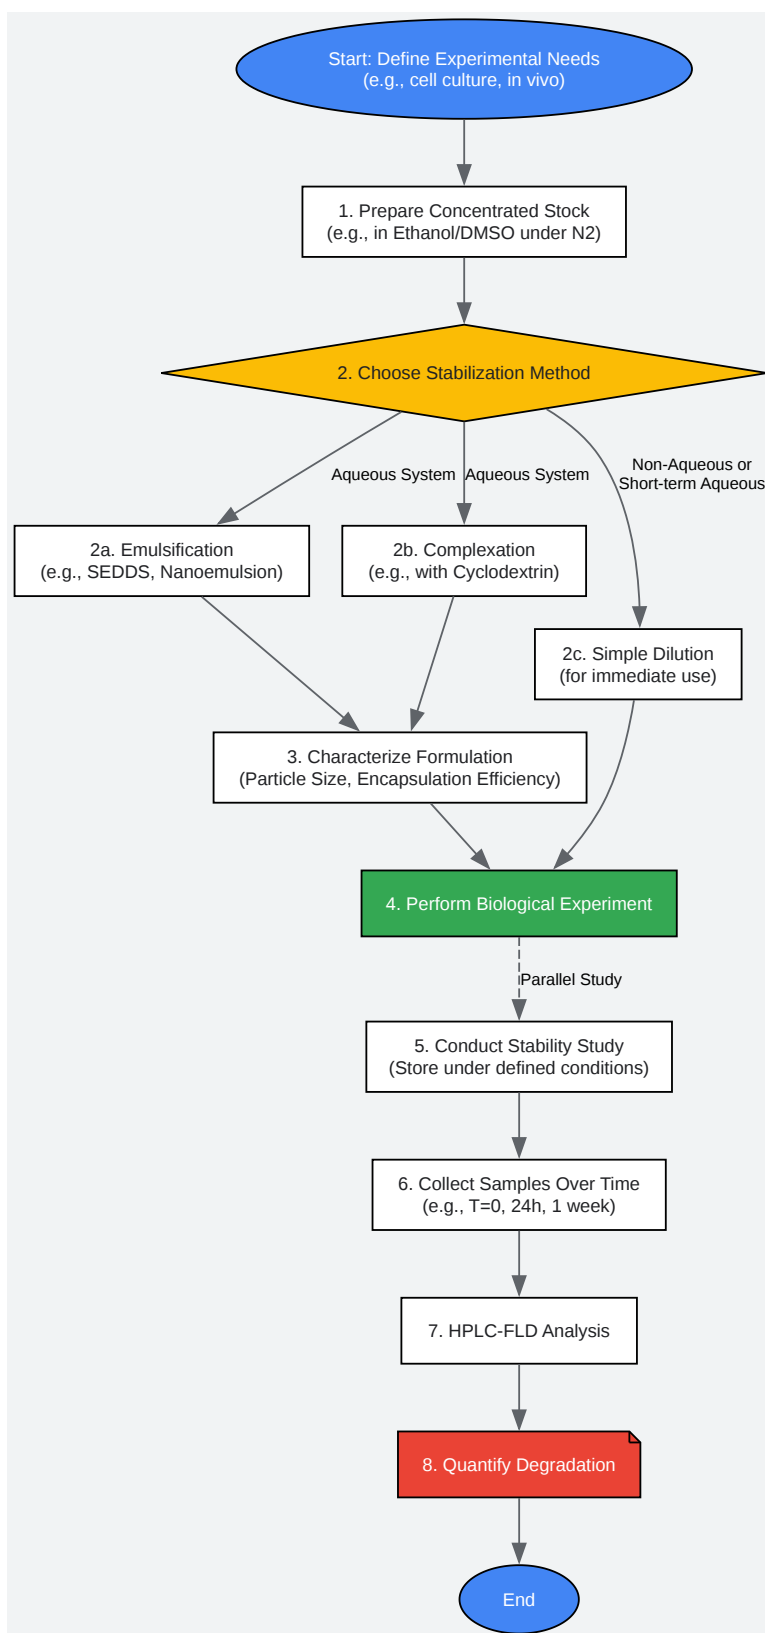 Start: Define Experimental Needs
(e.g., cell culture, in vivo)
1. Prepare Concentrated Stock
(e.g., in Ethanol/DMSO under N2)
2. Choose Stabilization Method
Aqueous System
Aqueous System
Non-Aqueous or
Short-term Aqueous
2a. Emulsification
(e.g., SEDDS, Nanoemulsion)
2b. Complexation
(e.g., with Cyclodextrin)
2c. Simple Dilution
(for immediate use)
3. Characterize Formulation
(Particle Size, Encapsulation Efficiency)
4. Perform Biological Experiment
Parallel Study
5. Conduct Stability Study
(Store under defined conditions)
6. Collect Samples Over Time
(e.g., T=0, 24h, 1 week)
7. HPLC-FLD Analysis
8. Quantify Degradation
End